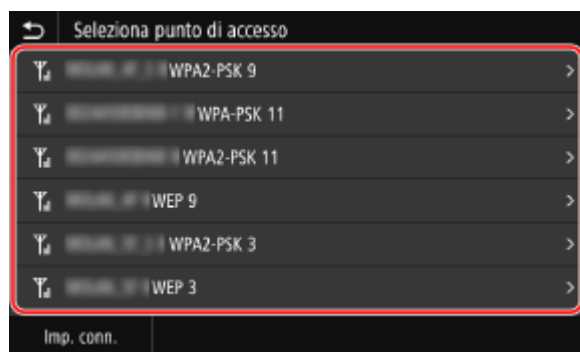 Seleziona punto di accesso
WPA2-PSK 9
WPA-PSK 11
WPA2-PSK 11
WEP 9
WPA2-PSK 3
WEP 3
Imp. conn.